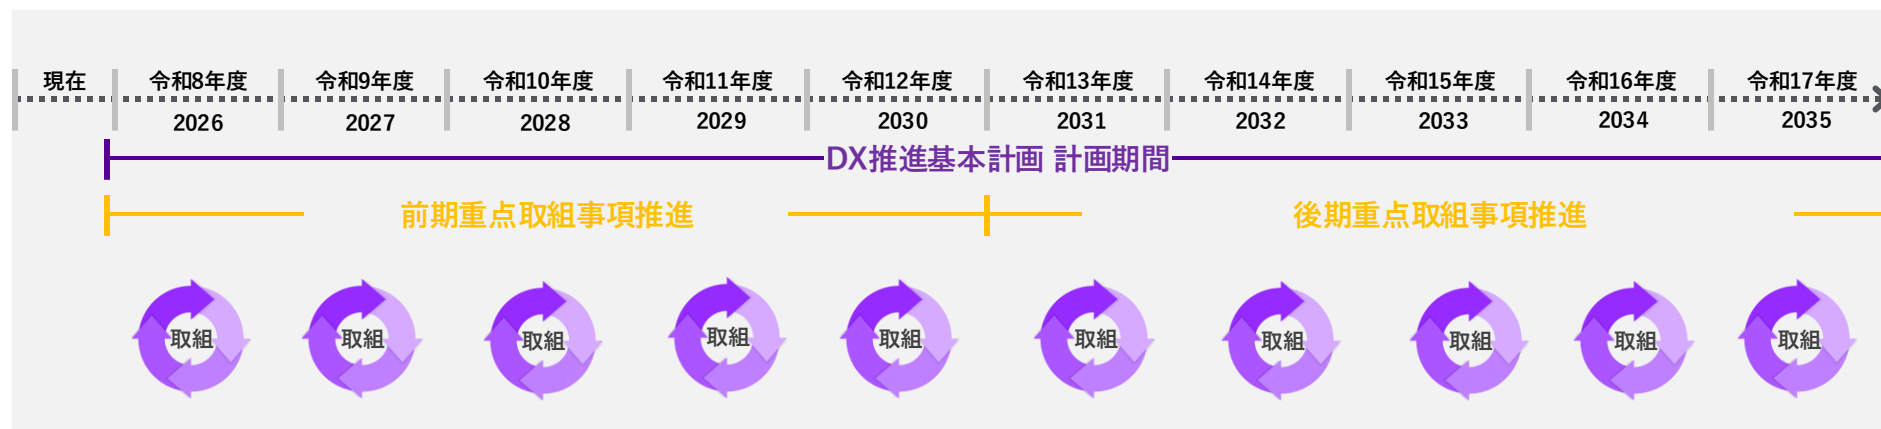 現在 令和8年度 令和9年度 令和10年度 令和11年度 令和12年度 令和13年度 令和14年度 令和15年度 令和16年度 令和17年度
2026 2027 2028 2029 2030 2031 2032 2033 2034 2035
DX推進基本計画 計画期間
前期重点取組事項推進 後期重点取組事項推進
取組 取組 取組 取組 取組 取組 取組 取組 取組 取組